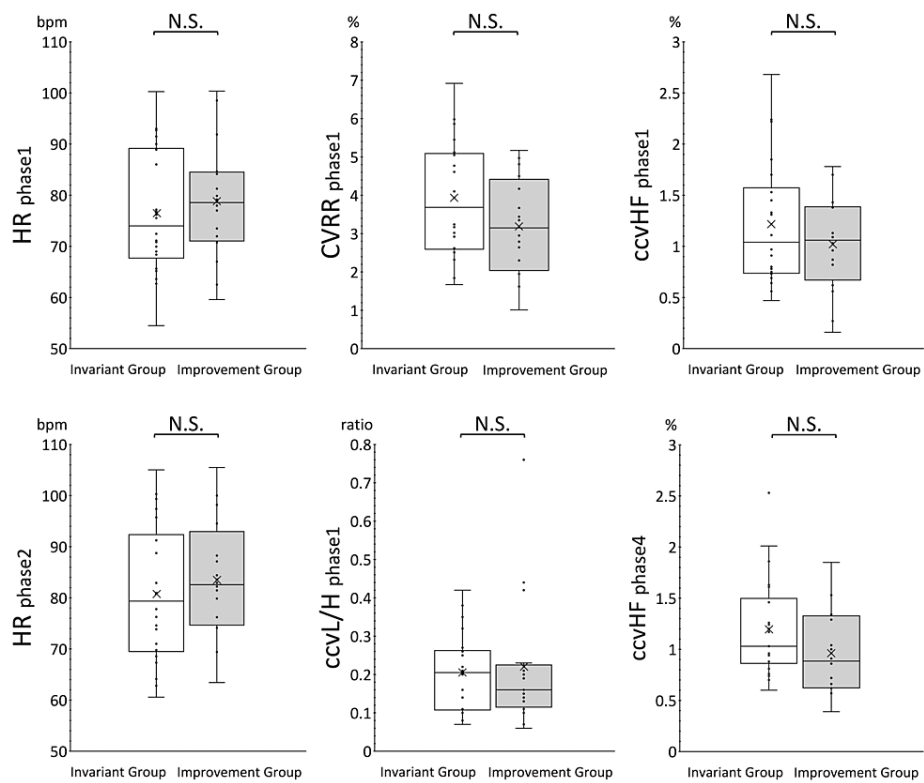 bpm
N.S.
110
100
90
80
70
60
50
HR phase1
Invariant Group Improvement Group
%
N.S.
8
7
6
5
4
3
2
1
0
CVRR phase1
Invariant Group Improvement Group
%
N.S.
3
2.5
2
1.5
1
0.5
0
ccvHF phase1
Invariant Group Improvement Group
bpm
N.S.
110
100
90
80
70
60
50
HR phase2
Invariant Group Improvement Group
ratio
N.S.
0.8
0.7
0.6
0.5
0.4
0.3
0.2
0.1
0
ccvL/H phase1
Invariant Group Improvement Group
%
N.S.
3
2.5
2
1.5
1
0.5
0
ccvHF phase4
Invariant Group Improvement Group